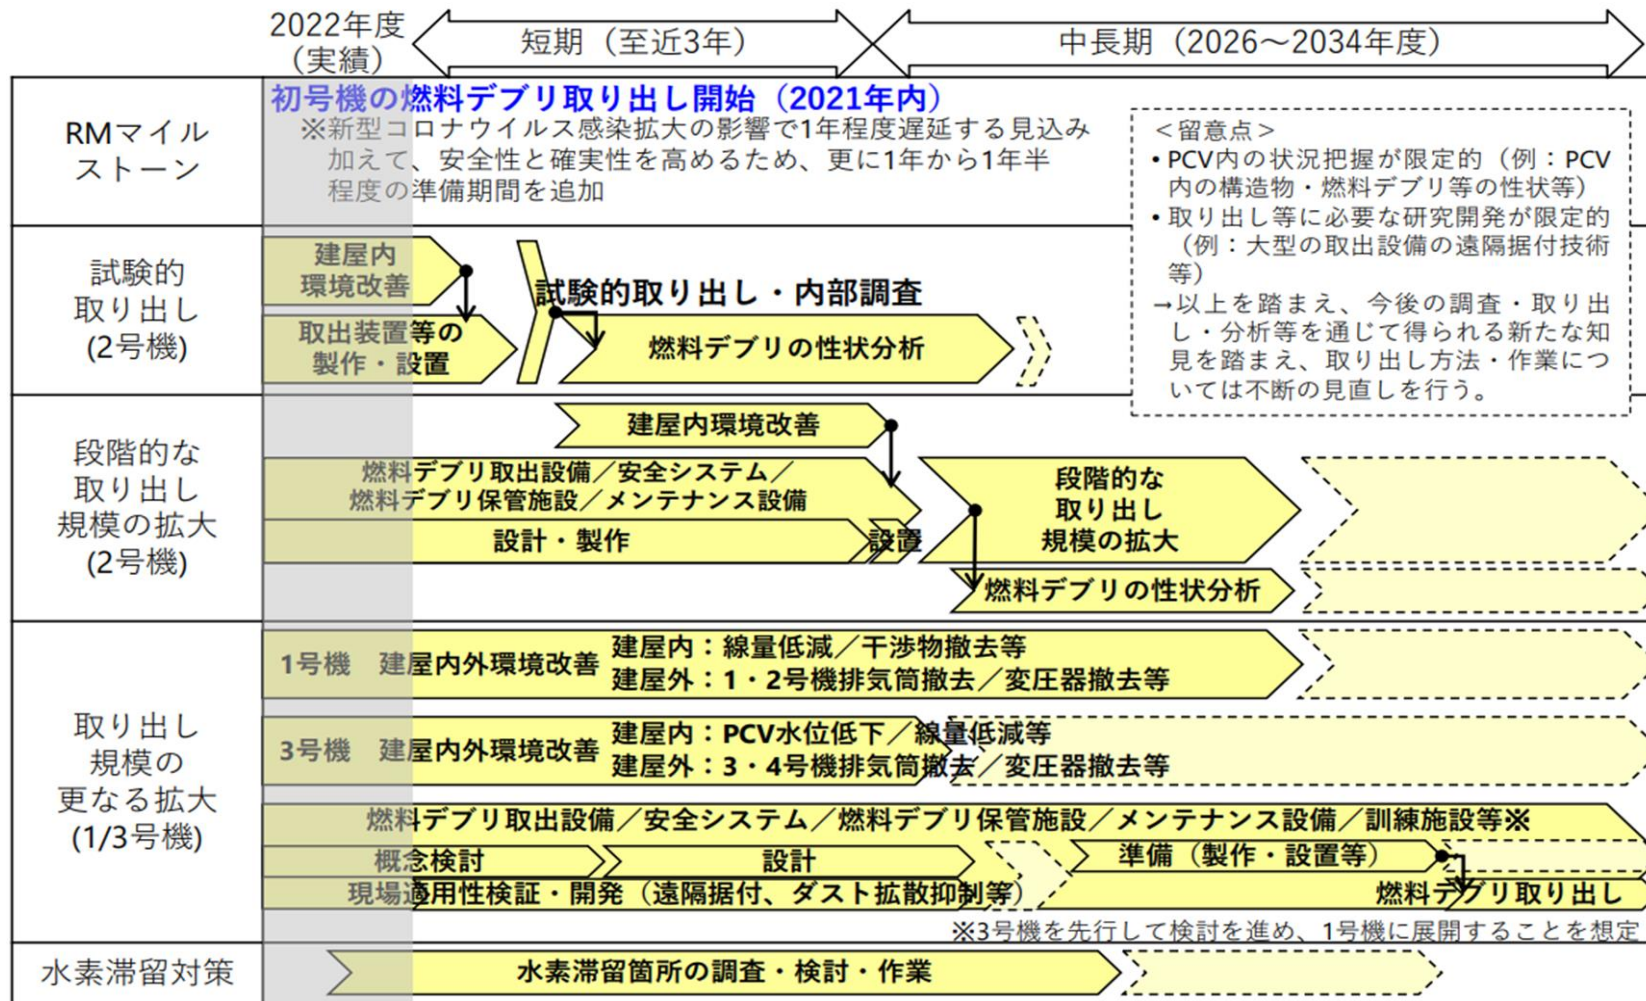 2022年度
（実績）
短期（至近3年）
中長期（2026～2034年度）
RMマイル
ストーン
初号機の燃料デブリ取り出し開始（2021年内）
※新型コロナウイルス感染拡大の影響で1年程度遅延する見込み
加えて、安全性と確実性を高めるため、更に1年から1年半
程度の準備期間を追加
＜留意点＞
• PCV内の状況把握が限定的（例：PCV
内の構造物・燃料デブリ等の性状等）
• 取り出し等に必要な研究開発が限定的
（例：大型の取出設備の遠隔据付技術
等）
→以上を踏まえ、今後の調査・取り出
し・分析等を通じて得られる新たな知
見を踏まえ、取り出し方法・作業につ
いては不断の見直しを行う。
試験的
取り出し
(2号機)
建屋内
環境改善
取出装置等の
製作・設置
試験的取り出し・内部調査
燃料デブリの性状分析
段階的な
取り出し
規模の拡大
(2号機)
建屋内環境改善
燃料デブリ取出設備／安全システム／
燃料デブリ保管施設／メンテナンス設備
設計・製作
設置
段階的な
取り出し
規模の拡大
燃料デブリの性状分析
取り出し
規模の
更なる拡大
(1/3号機)
1号機　建屋内外環境改善
建屋内：線量低減／干渉物撤去等
建屋外：1・2号機排気筒撤去／変圧器撤去等
3号機　建屋内外環境改善
建屋内：PCV水位低下／線量低減等
建屋外：3・4号機排気筒撤去／変圧器撤去等
燃料デブリ取出設備／安全システム／燃料デブリ保管施設／メンテナンス設備／訓練施設等※
概念検討
設計
準備（製作・設置等）
現場適用性検証・開発（遠隔据付、ダスト拡散抑制等）
燃料デブリ取り出し
※3号機を先行して検討を進め、1号機に展開することを想定
水素滞留対策
水素滞留箇所の調査・検討・作業